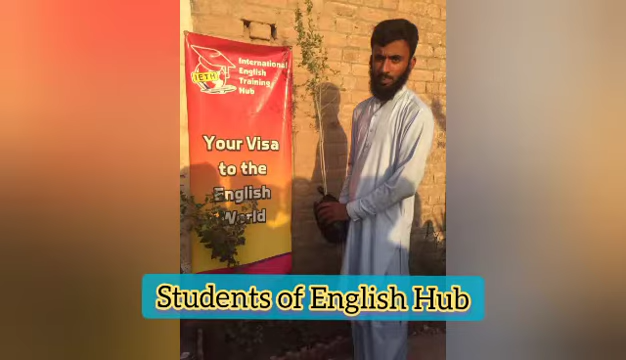 IETH
International
English
Training
Hub
Your Visa
to the
English
World
Students of English Hub